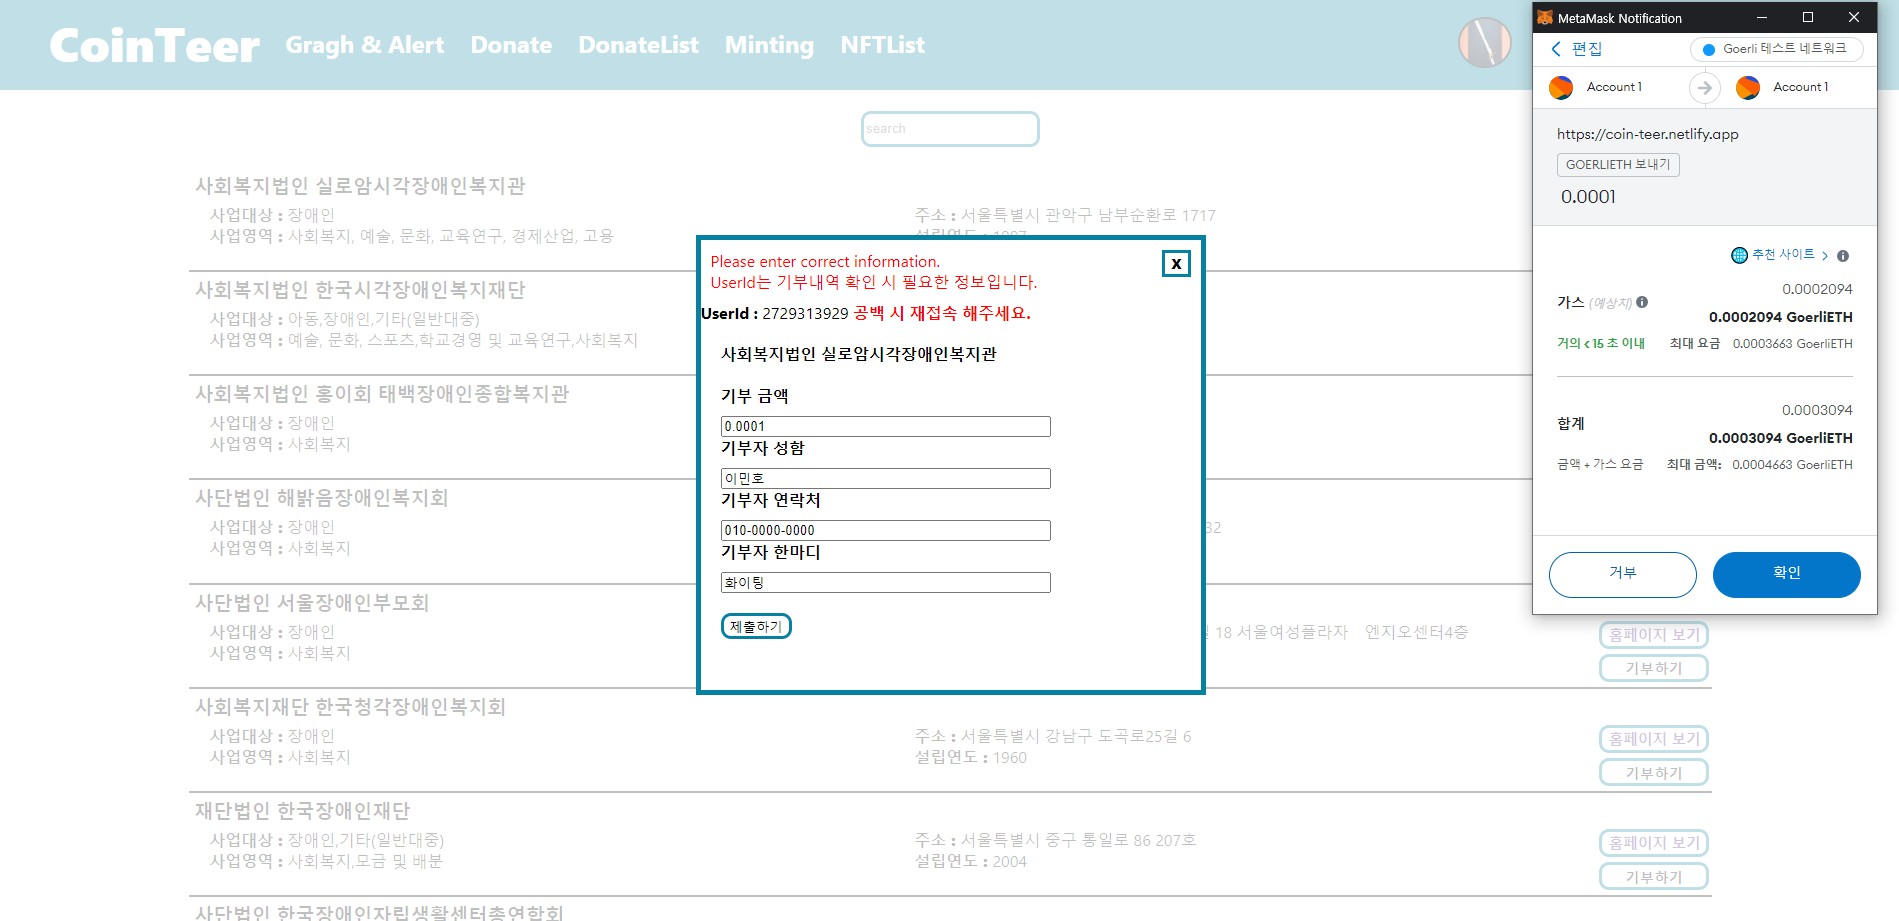 CoinTeer Gragh & Alert Donate DonateList Minting NFTList
search
사회복지법인 실로암시각장애인복지관
사업대상 : 장애인
주소 : 서울특별시 관악구 남부순환로 1717
사업영역 : 사회복지, 예술, 문화, 교육연구, 경제산업, 고용
사회복지법인 한국시각장애인복지재단
사업대상 : 아동,장애인,기타(일반대중)
사업영역 : 예술, 문화, 스포츠,학교경영 및 교육연구,사회복지
사회복지법인 홍이회 태백장애인종합복지관
사업대상 : 장애인
사업영역 : 사회복지
사단법인 해밝음장애인복지회
사업대상 : 장애인
32
사업영역 : 사회복지
사단법인 서울장애인부모회
사업대상 : 장애인
18 서울여성플라자 엔지오센터4층
사업영역 : 사회복지
홈페이지 보기
기부하기
사회복지재단 한국청각장애인복지회
사업대상 : 장애인
주소 : 서울특별시 강남구 도곡로25길 6
사업영역 : 사회복지
설립연도 : 1960
홈페이지 보기
기부하기
재단법인 한국장애인재단
사업대상 : 장애인,기타(일반대중)
주소 : 서울특별시 중구 통일로 86 207호
사업영역 : 사회복지,모금 및 배분
설립연도 : 2004
홈페이지 보기
기부하기
사단법인 한국장애인자립생활센터총연합회
Please enter correct information.
UserId는 기부내역 확인 시 필요한 정보입니다.
X
UserId : 2729313929 공백 시 재접속 해주세요.
사회복지법인 실로암시각장애인복지관
기부 금액
0.0001
기부자 성함
이민호
기부자 연락처
010-0000-0000
기부자 한마디
화이팅
제출하기
MetaMask Notification
편집
Goerli 테스트 네트워크
Account 1
Account 1
https://coin-teer.netlify.app
GOERLIETH 보내기
0.0001
추천 사이트
가스 (예상치)
0.0002094
0.0002094 GoerliETH
거의 < 15 초 이내
최대 요금 0.0003663 GoerliETH
합계
0.0003094
0.0003094 GoerliETH
금액 + 가스 요금
최대 금액: 0.0004663 GoerliETH
거부
확인